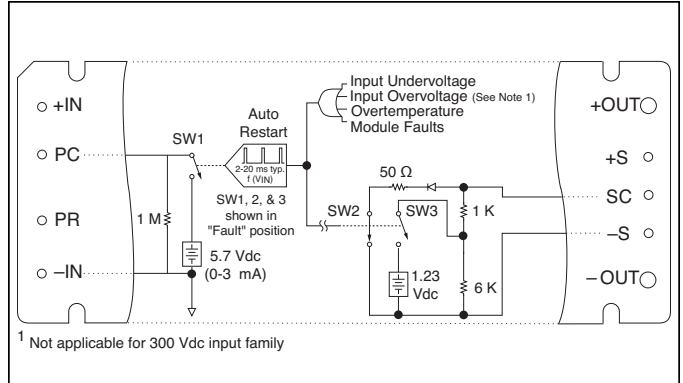 +IN
PC
PR
–IN
1 M
SW1
Auto
Restart
2-20 ms typ.
f (VIN)
SW1, 2, & 3
shown in
"Fault" position
5.7 Vdc
(0-3 mA)
Input Undervoltage
Input Overvoltage (See Note 1)
Overtemperature
Module Faults
50 Ω
SW2
SW3
1 K
1.23
Vdc
6 K
+OUT
+S
SC
–S
–OUT
1 Not applicable for 300 Vdc input family